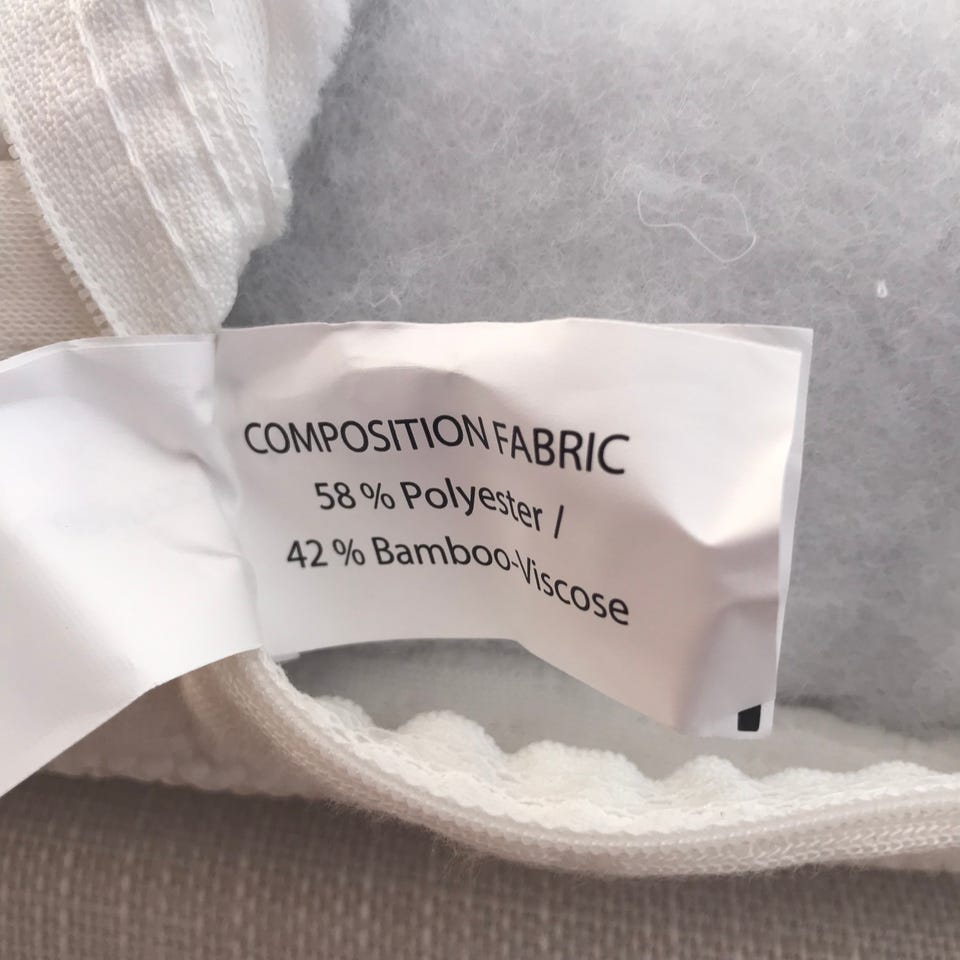 COMPOSITION FABRIC
58 % Polyester /
42 % Bamboo-Viscose